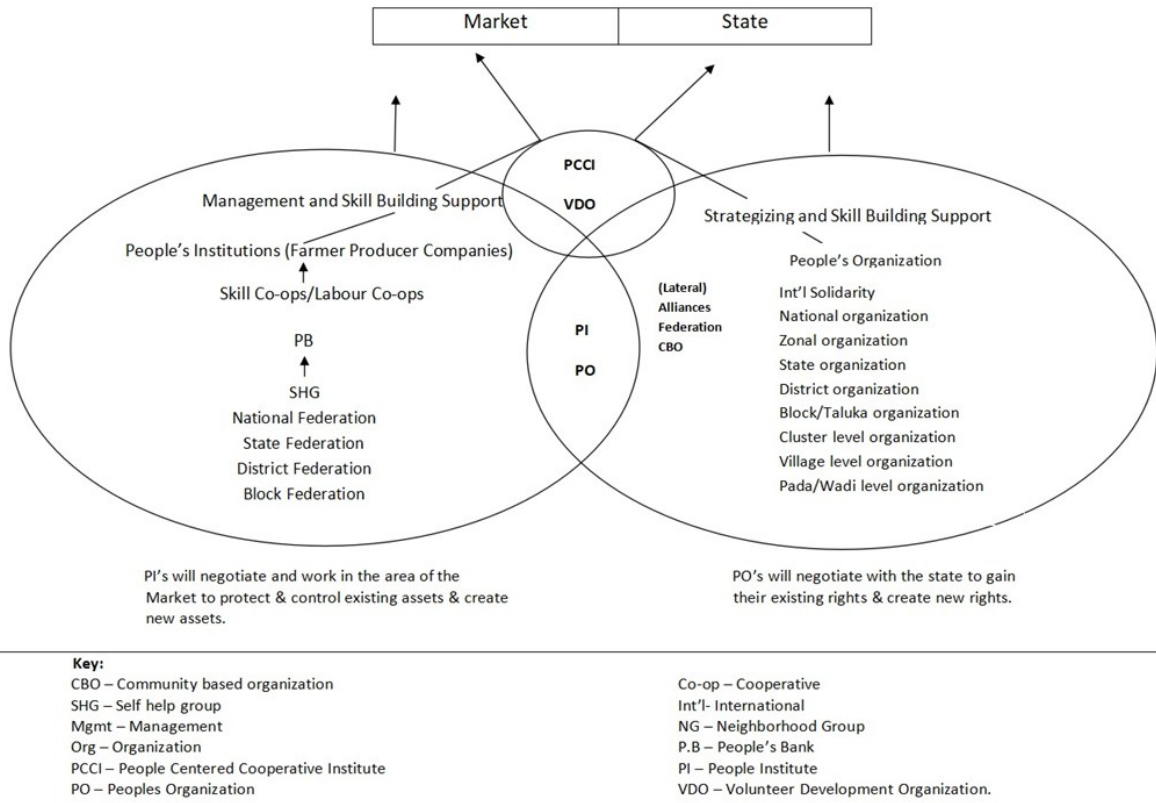 Market
State
PCCI
VDO
Management and Skill Building Support
People's Institutions (Farmer Producer Companies)
Skill Co-ops/Labour Co-ops
PB
SHG
National Federation
State Federation
District Federation
Block Federation
PI
PO
(Lateral)
Alliances
Federation
CBO
Strategizing and Skill Building Support
People's Organization
Int'l Solidarity
National organization
Zonal organization
State organization
District organization
Block/Taluka organization
Cluster level organization
Village level organization
Pada/Wadi level organization
PI's will negotiate and work in the area of the
Market to protect & control existing assets & create
new assets.
PO's will negotiate with the state to gain
their existing rights & create new rights.
Key:
CBO – Community based organization
SHG – Self help group
Mgmt – Management
Org – Organization
PCCI – People Centered Cooperative Institute
PO – Peoples Organization
Co-op – Cooperative
Int'l- International
NG – Neighborhood Group
P.B – People's Bank
PI – People Institute
VDO – Volunteer Development Organization.